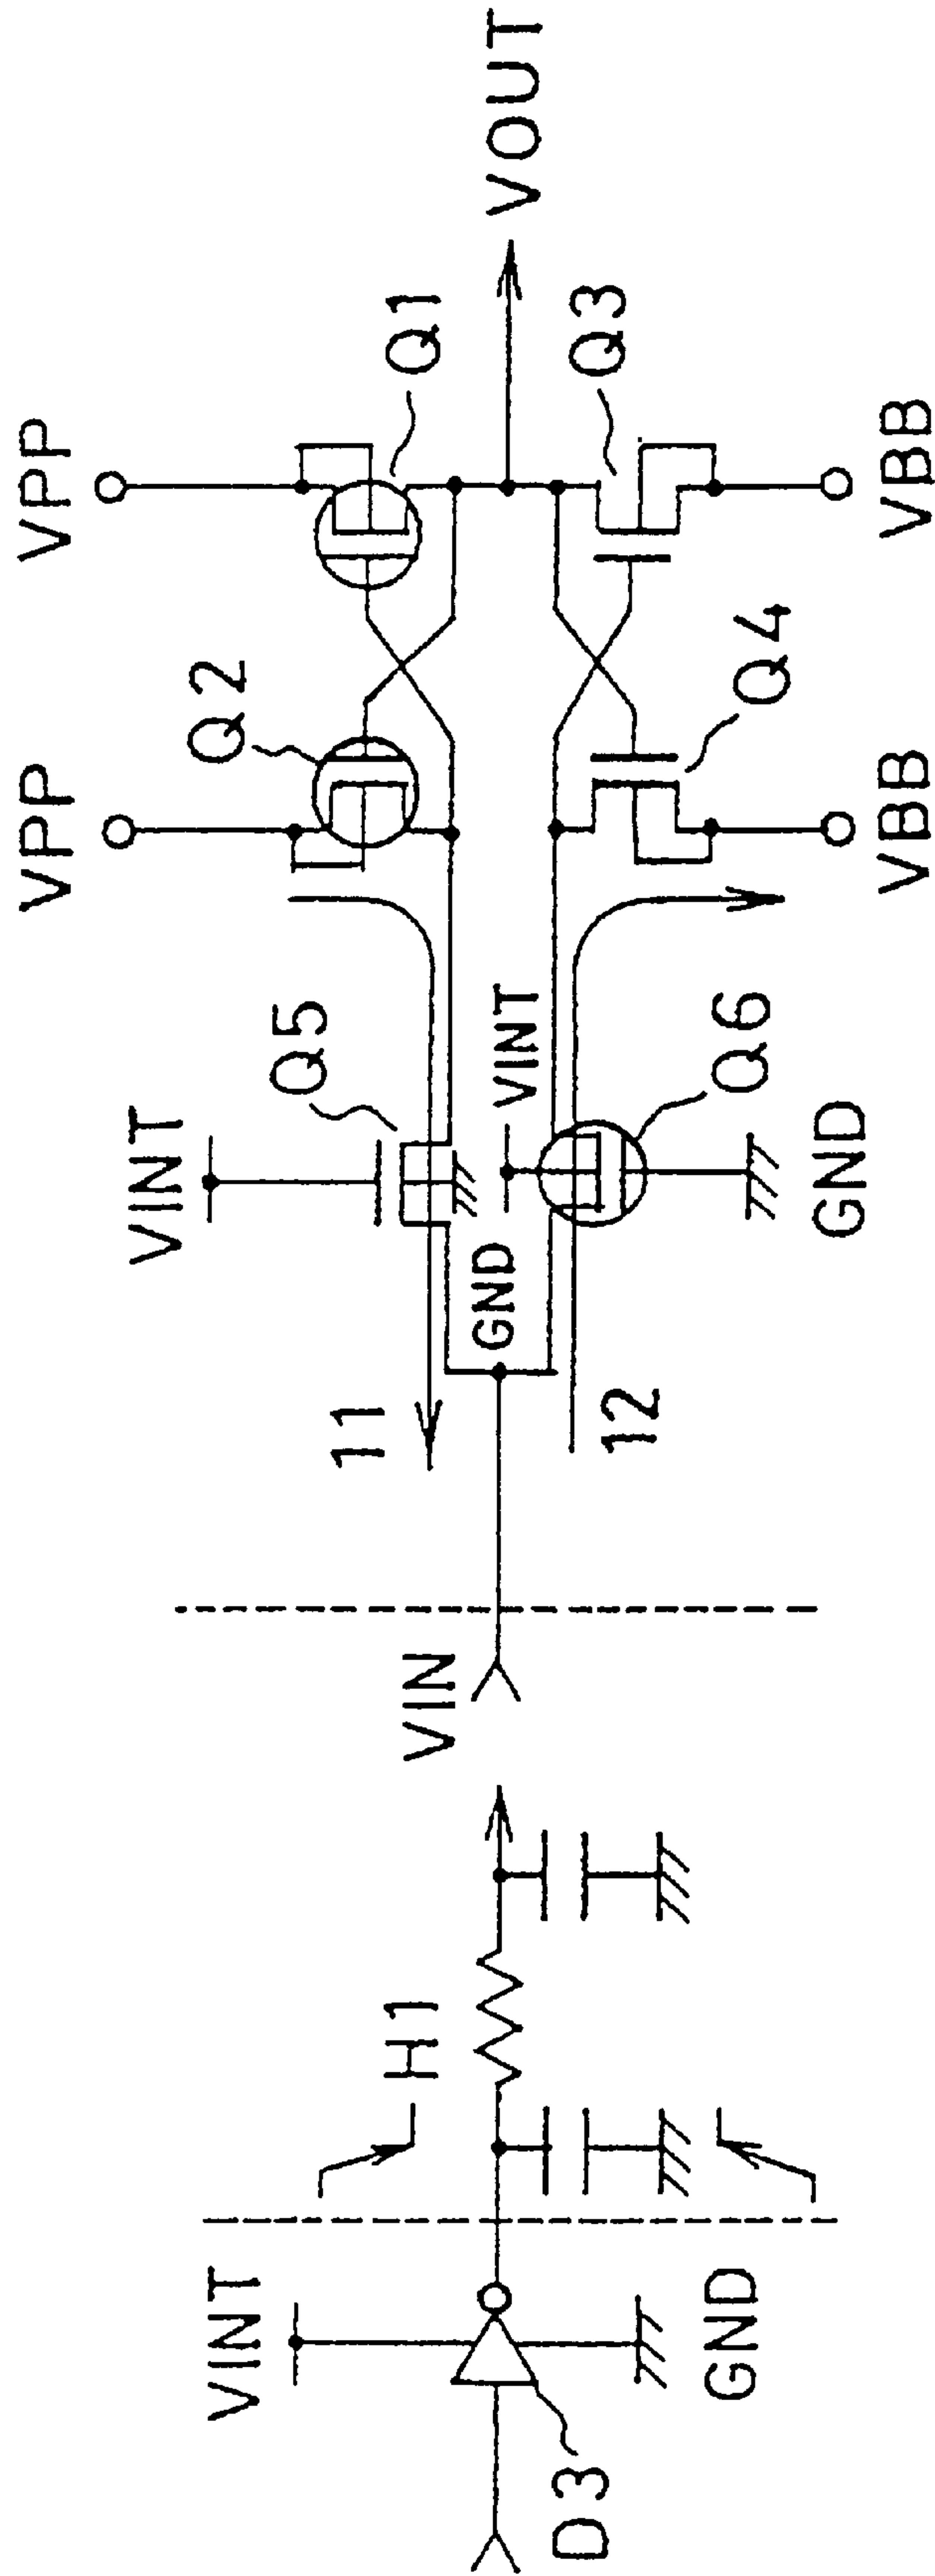 VPP
VPP
Q2
Q1
VINT
Q5
11
VINT
H1
VIN
GND
VINT
VOUT
D3
GND
12
Q6
GND
Q4
Q3
VBB
VBB